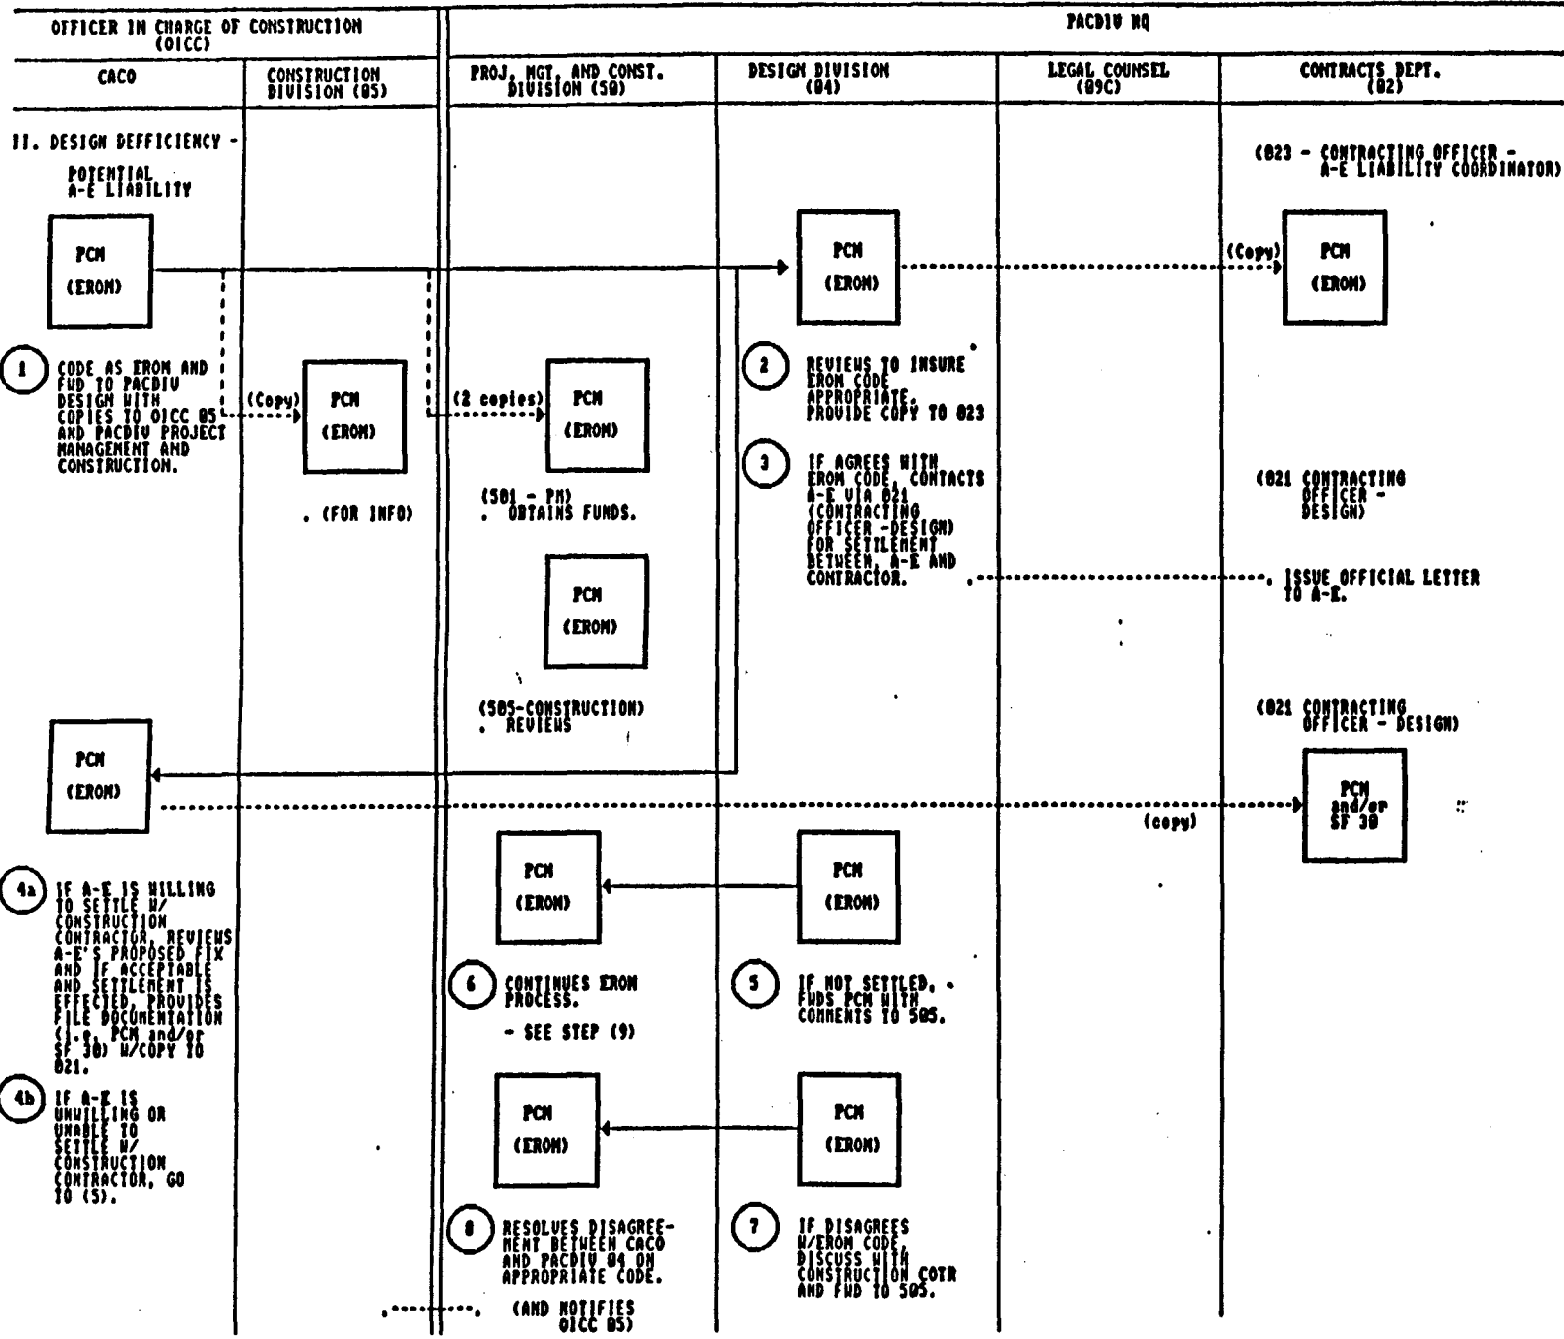 OFFICER IN CHARGE OF CONSTRUCTION
(OICC)
PACDIV HQ
CACO
CONSTRUCTION
DIVISION (05)
PROJ. MGT. AND CONST.
DIVISION (50)
DESIGN DIVISION
(04)
LEGAL COUNSEL
(09C)
CONTRACTS DEPT.
(02)
II. DESIGN DEFFICIENCY -
POTENTIAL
A-E LIABILITY
(023 - CONTRACTING OFFICER -
A-E LIABILITY COORDINATOR)
PCM
(EROM)
PCM
(EROM)
(Copy)
PCM
(EROM)
1
CODE AS EROM AND
FWD TO PACDIV
DESIGN WITH
COPIES TO OICC 05
AND PACDIV PROJECT
MANAGEMENT AND
CONSTRUCTION.
(Copy)
PCM
(EROM)
. (FOR INFO)
(2 copies)
PCM
(EROM)
(501 - PM)
. OBTAINS FUNDS.
PCM
(EROM)
(505-CONSTRUCTION)
. REVIEWS
2
REVIEWS TO INSURE
EROM CODE
APPROPRIATE.
PROVIDE COPY TO 023
3
IF AGREES WITH
EROM CODE, CONTACTS
A-E VIA 021
(CONTRACTING
OFFICER -DESIGN)
FOR SETTLEMENT
BETWEEN, A-E AND
CONTRACTOR.
(021 CONTRACTING
OFFICER -
DESIGN)
. ISSUE OFFICIAL LETTER
TO A-E.
(021 CONTRACTING
OFFICER - DESIGN)
PCM
(EROM)
(copy)
PCM
and/or
SF 30
4a
IF A-E IS WILLING
TO SETTLE W/
CONSTRUCTION
CONTRACTOR, REVIEWS
A-E'S PROPOSED FIX
AND IF ACCEPTABLE
AND SETTLEMENT IS
EFFECTED, PROVIDES
FILE DOCUMENTATION
(i.e. PCM and/or
SF 30) W/COPY TO
021.
4b
IF A-E IS
UNWILLING OR
UNABLE TO
SETTLE W/
CONSTRUCTION
CONTRACTOR, GO
TO (5).
PCM
(EROM)
PCM
(EROM)
6
CONTINUES EROM
PROCESS.
- SEE STEP (9)
5
IF NOT SETTLED,
FWDS PCM WITH
COMMENTS TO 505.
PCM
(EROM)
PCM
(EROM)
8
RESOLVES DISAGREE-
MENT BETWEEN CACO
AND PACDIV 04 ON
APPROPRIATE CODE.
(AND NOTIFIES
OICC 05)
7
IF DISAGREES
W/EROM CODE,
DISCUSS WITH
CONSTRUCTION COTR
AND FWD TO 505.